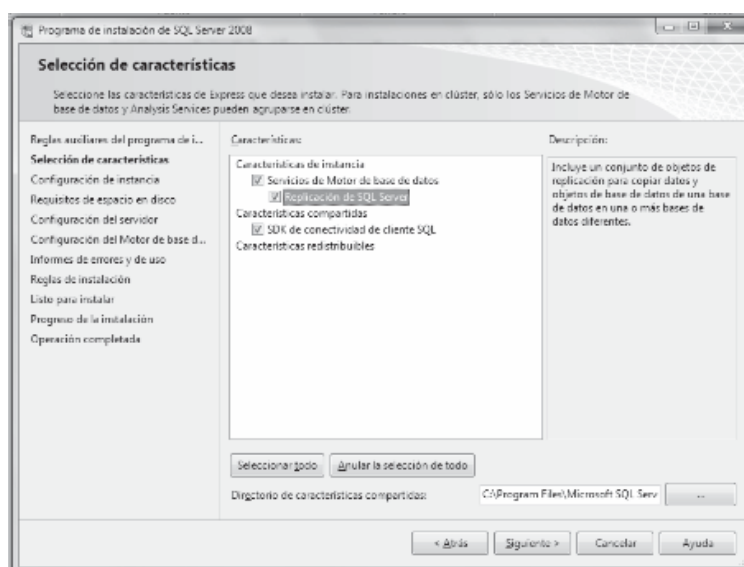 Programa de instalación de SQL Server 2008
Selección de características
Seleccione las características de Express que desea instalar. Para instalaciones en clúster, sólo los Servicios de Motor de
base de datos y Analysis Services pueden agruparse en clúster.
Reglas auxiliares del programa de i...
Selección de características
Configuración de instancia
Requisitos de espacio en disco
Configuración del servidor
Configuración del Motor de base d...
Informes de errores y de uso
Reglas de instalación
Listo para instalar
Progreso de la instalación
Operación completada
Características:
Características de instancia
Servicios de Motor de base de datos
Replicación de SQL Server
Características compartidas
SDK de conectividad de cliente SQL
Características redistribuibles
Descripción:
Incluye un conjunto de objetos de
replicación para copiar datos y
objetos de base de datos de una base
de datos en una o más bases de
datos diferentes.
Seleccionar todo
Anular la selección de todo
Directorio de características compartidas:
C:\Program Files\Microsoft SQL Serv
...
< Atrás
Siguiente >
Cancelar
Ayuda